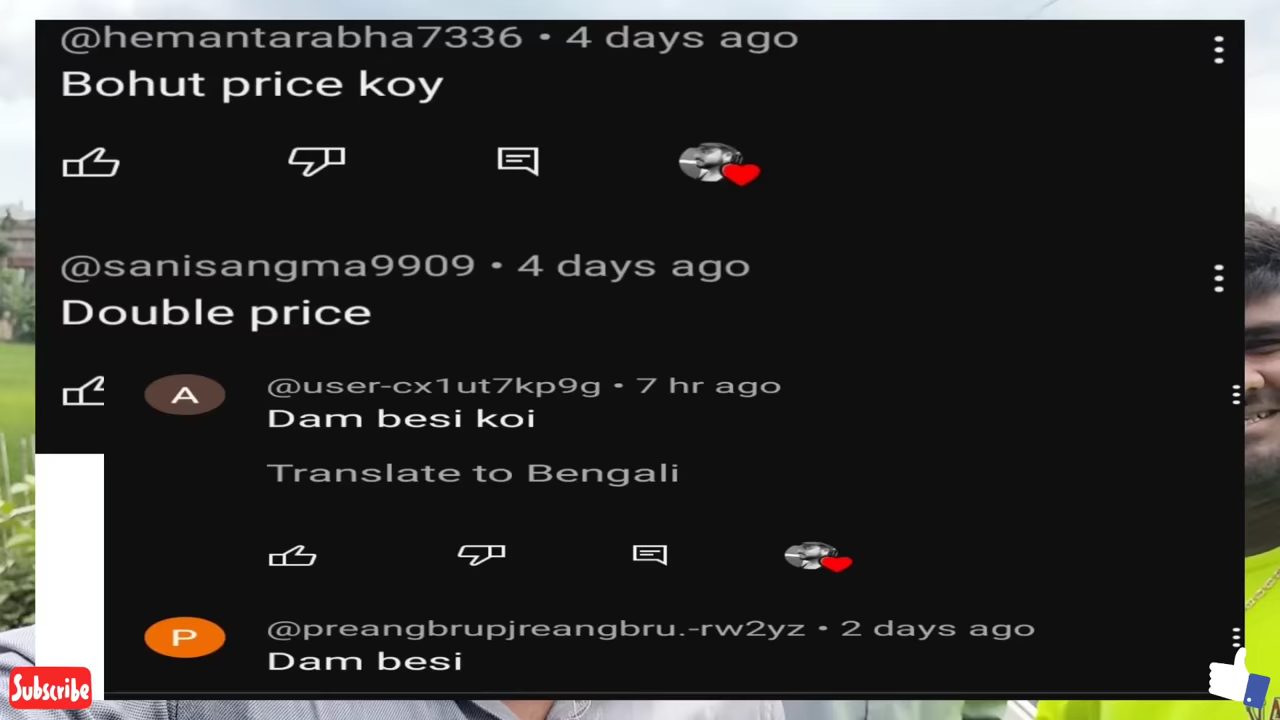 @hemantarabha7336 • 4 days ago
Bohut price koy
@sanisangma9909 • 4 days ago
Double price
A
@user-cx1ut7kp9g • 7 hr ago
Dam besi koi
Translate to Bengali
P
@preangbrupjreangbru.-rw2yz • 2 days ago
Dam besi
Subscribe